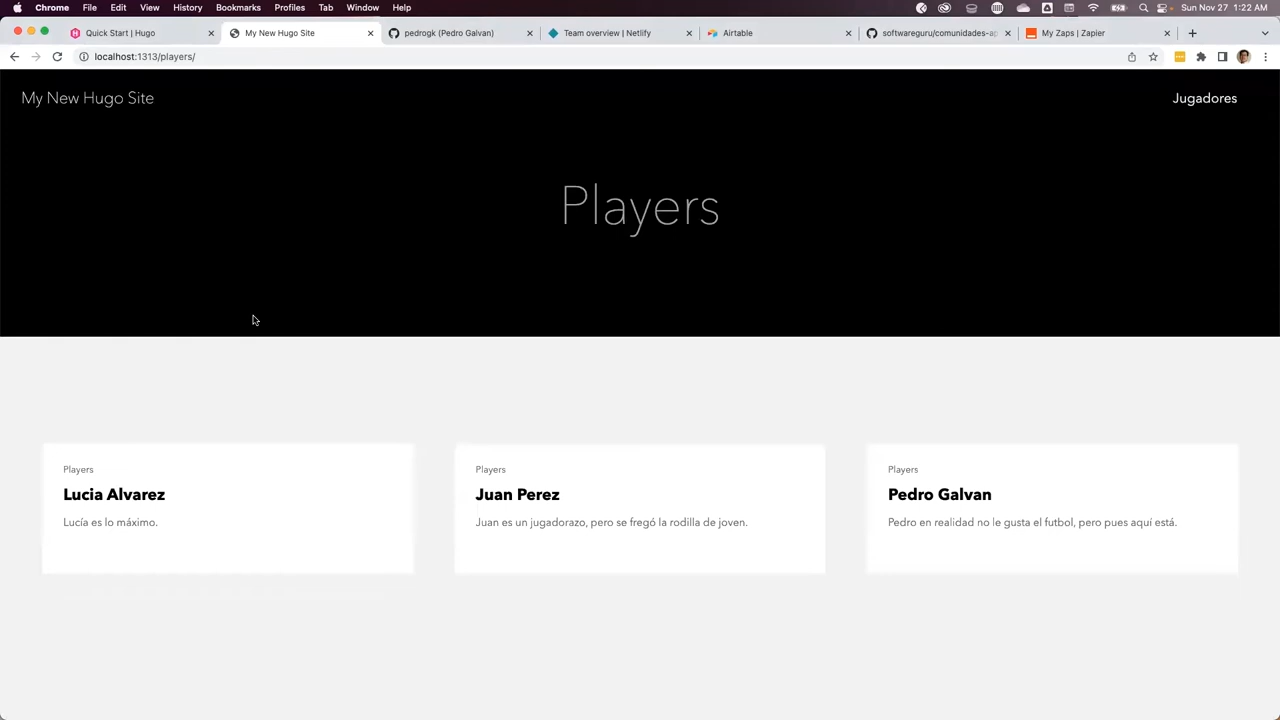 Chrome File Edit View History Bookmarks Profiles Tab Window Help Sun Nov 27 1:22 AM
Quick Start | Hugo My New Hugo Site pedrogk (Pedro Galvan) Team overview | Netlify Airtable softwareguru/comunidades-ap My Zaps | Zapier
localhost:1313/players/
My New Hugo Site Jugadores
Players
Players
Lucia Alvarez
Lucía es lo máximo.
Players
Juan Perez
Juan es un jugadorazo, pero se fregó la rodilla de joven.
Players
Pedro Galvan
Pedro en realidad no le gusta el futbol, pero pues aquí está.